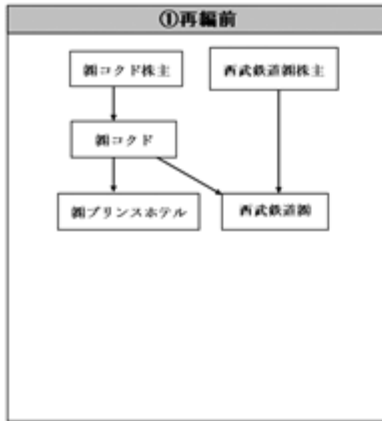 ①再編前
㈱コクド株主
西武鉄道㈱株主
㈱コクド
㈱プリンスホテル
西武鉄道㈱